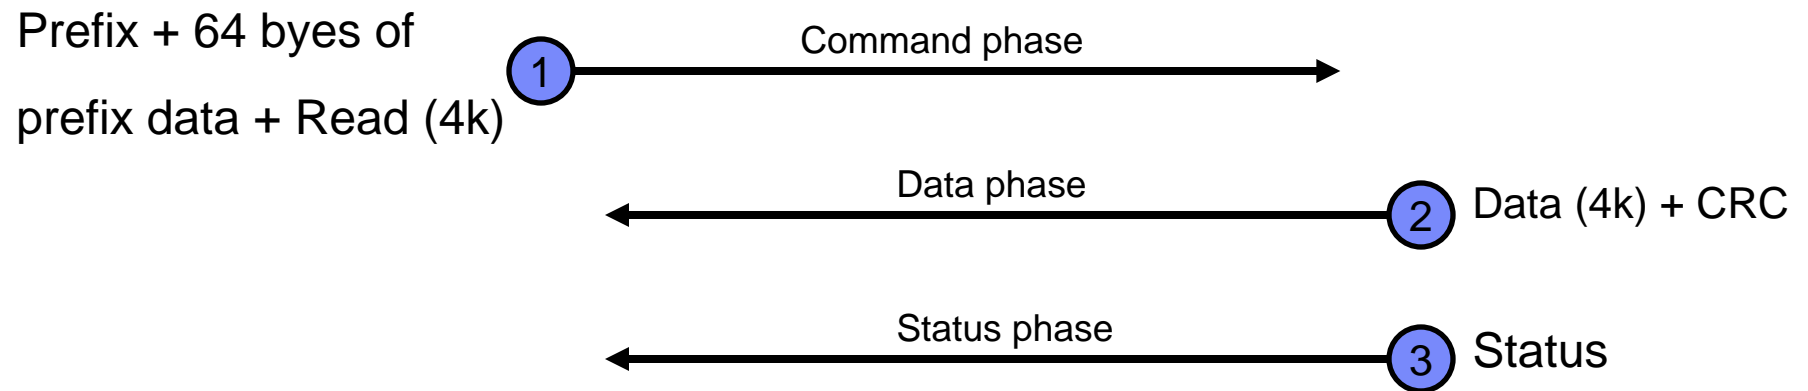 Prefix + 64 byes of
prefix data + Read (4k)
1
Command phase
Data phase
2
Data (4k) + CRC
Status phase
3
Status